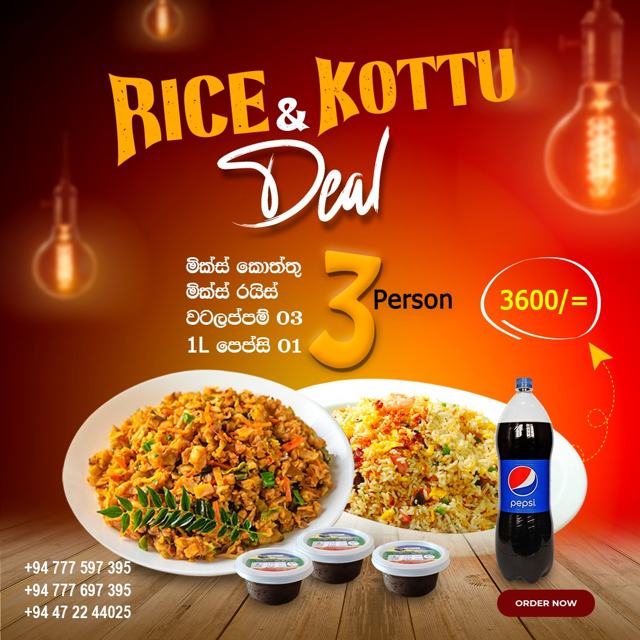 RICE & KOTTU
Deal
මික්ස් කොත්තු
මික්ස් රයිස්
වටලප්පම් 03
1L පෙප්සි 01
3 Person
3600/=
pepsi
+94 777 597 395
+94 777 697 395
+94 47 22 44025
ORDER NOW